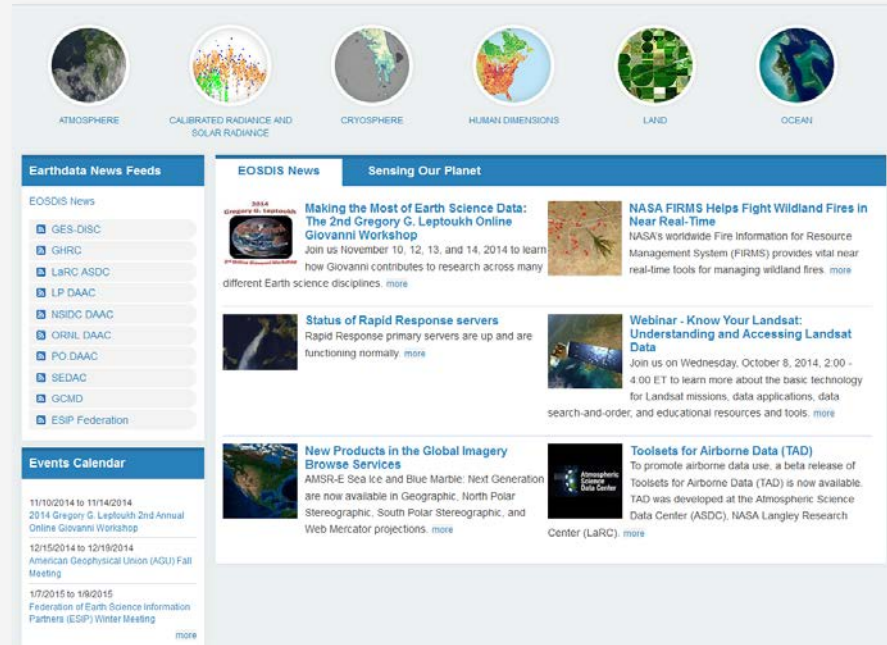 ATMOSPHERE
CALIBRATED RADIANCE AND
SOLAR RADIANCE
CRYOSPHERE
HUMAN DIMENSIONS
LAND
OCEAN
Earthdata News Feeds
EOSDIS News
GES-DISC
GHRC
LaRC ASDC
LP DAAC
NSIDC DAAC
ORNL DAAC
PO.DAAC
SEDAC
GCMD
ESIP Federation
Events Calendar
11/10/2014 to 11/14/2014
2014 Gregory G. Leptoukh 2nd Annual
Online Giovanni Workshop
12/15/2014 to 12/19/2014
American Geophysical Union (AGU) Fall
Meeting
1/7/2015 to 1/9/2015
Federation of Earth Science Information
Partners (ESIP) Winter Meeting
more
EOSDIS News Sensing Our Planet
2014
Gregory G. Leptoukh
2nd Online Giovanni Workshop
Making the Most of Earth Science Data:
The 2nd Gregory G. Leptoukh Online
Giovanni Workshop
Join us November 10, 12, 13, and 14, 2014 to learn
how Giovanni contributes to research across many
different Earth science disciplines. more
NASA FIRMS Helps Fight Wildland Fires in
Near Real-Time
NASA's worldwide Fire Information for Resource
Management System (FIRMS) provides vital near
real-time tools for managing wildland fires. more
Status of Rapid Response servers
Rapid Response primary servers are up and are
functioning normally. more
Webinar - Know Your Landsat:
Understanding and Accessing Landsat
Data
Join us on Wednesday, October 8, 2014, 2:00 -
4:00 ET to learn more about the basic technology
for Landsat missions, data applications, data
search-and-order, and educational resources and tools. more
New Products in the Global Imagery
Browse Services
AMSR-E Sea Ice and Blue Marble: Next Generation
are now available in Geographic, North Polar
Stereographic, South Polar Stereographic, and
Web Mercator projections. more
Atmospheric
Science
Data Center
Toolsets for Airborne Data (TAD)
To promote airborne data use, a beta release of
Toolsets for Airborne Data (TAD) is now available.
TAD was developed at the Atmospheric Science
Data Center (ASDC), NASA Langley Research
Center (LaRC). more